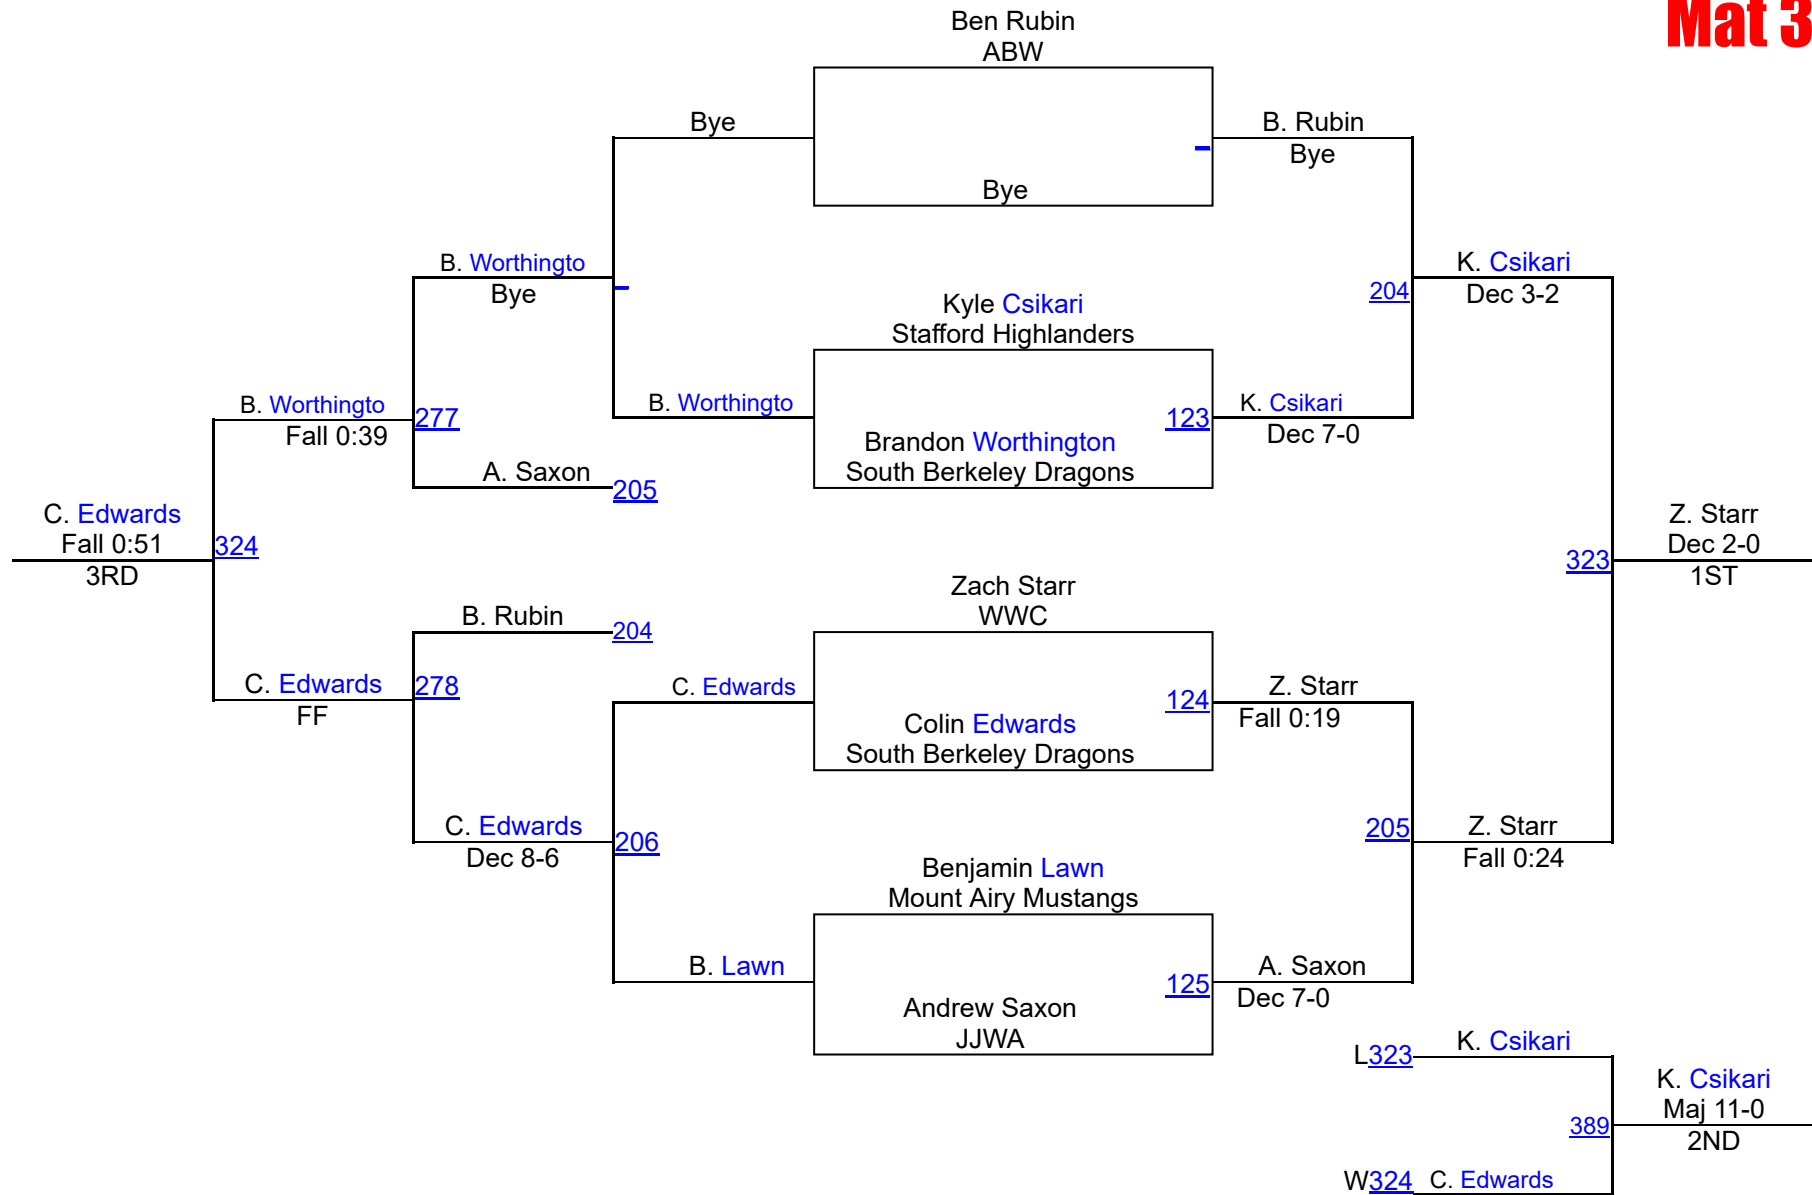 Mat 3
Ben Rubin
ABW
Bye
B. Rubin
Bye
Bye
B. Worthingto
Bye
K. Csikari
Dec 3-2
204
Kyle Csikari
Stafford Highlanders
B. Worthingto
Fall 0:39
277
B. Worthingto
123
K. Csikari
Dec 7-0
Brandon Worthington
South Berkeley Dragons
A. Saxon
205
C. Edwards
Fall 0:51
3RD
324
Z. Starr
Dec 2-0
1ST
323
Zach Starr
WWC
B. Rubin
204
C. Edwards
FF
278
C. Edwards
124
Z. Starr
Fall 0:19
Colin Edwards
South Berkeley Dragons
C. Edwards
Dec 8-6
206
205
Z. Starr
Fall 0:24
Benjamin Lawn
Mount Airy Mustangs
B. Lawn
125
A. Saxon
Dec 7-0
Andrew Saxon
JJWA
L323
K. Csikari
K. Csikari
Maj 11-0
2ND
389
W324
C. Edwards